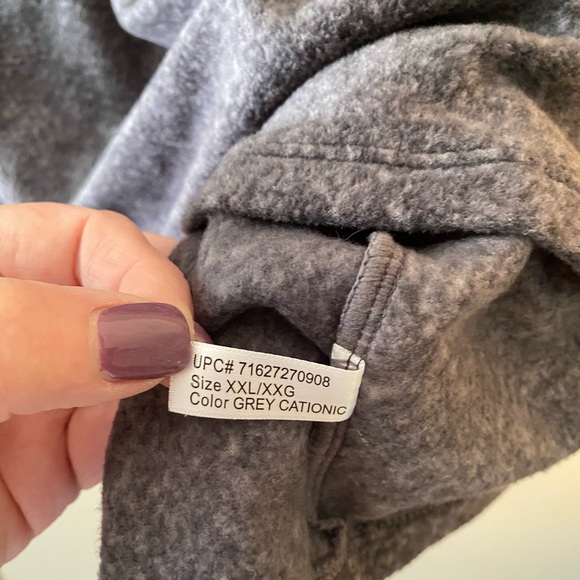 UPC# 71627270908
Size XXL/XXG
Color GREY CATIONIC